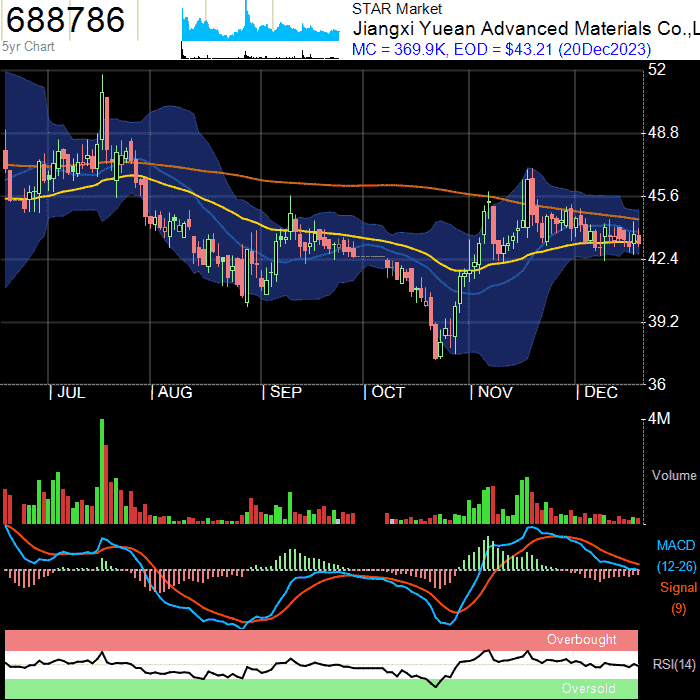 688786
5yr Chart
STAR Market
Jiangxi Yuean Advanced Materials Co.,L
MC = 369.9K, EOD = $43.21 (20Dec2023)
52
48.8
45.6
42.4
39.2
36
| JUL | AUG | SEP | OCT | NOV | DEC
4M
Volume
MACD
(12-26)
Signal
(9)
Overbought
RSI(14)
Oversold